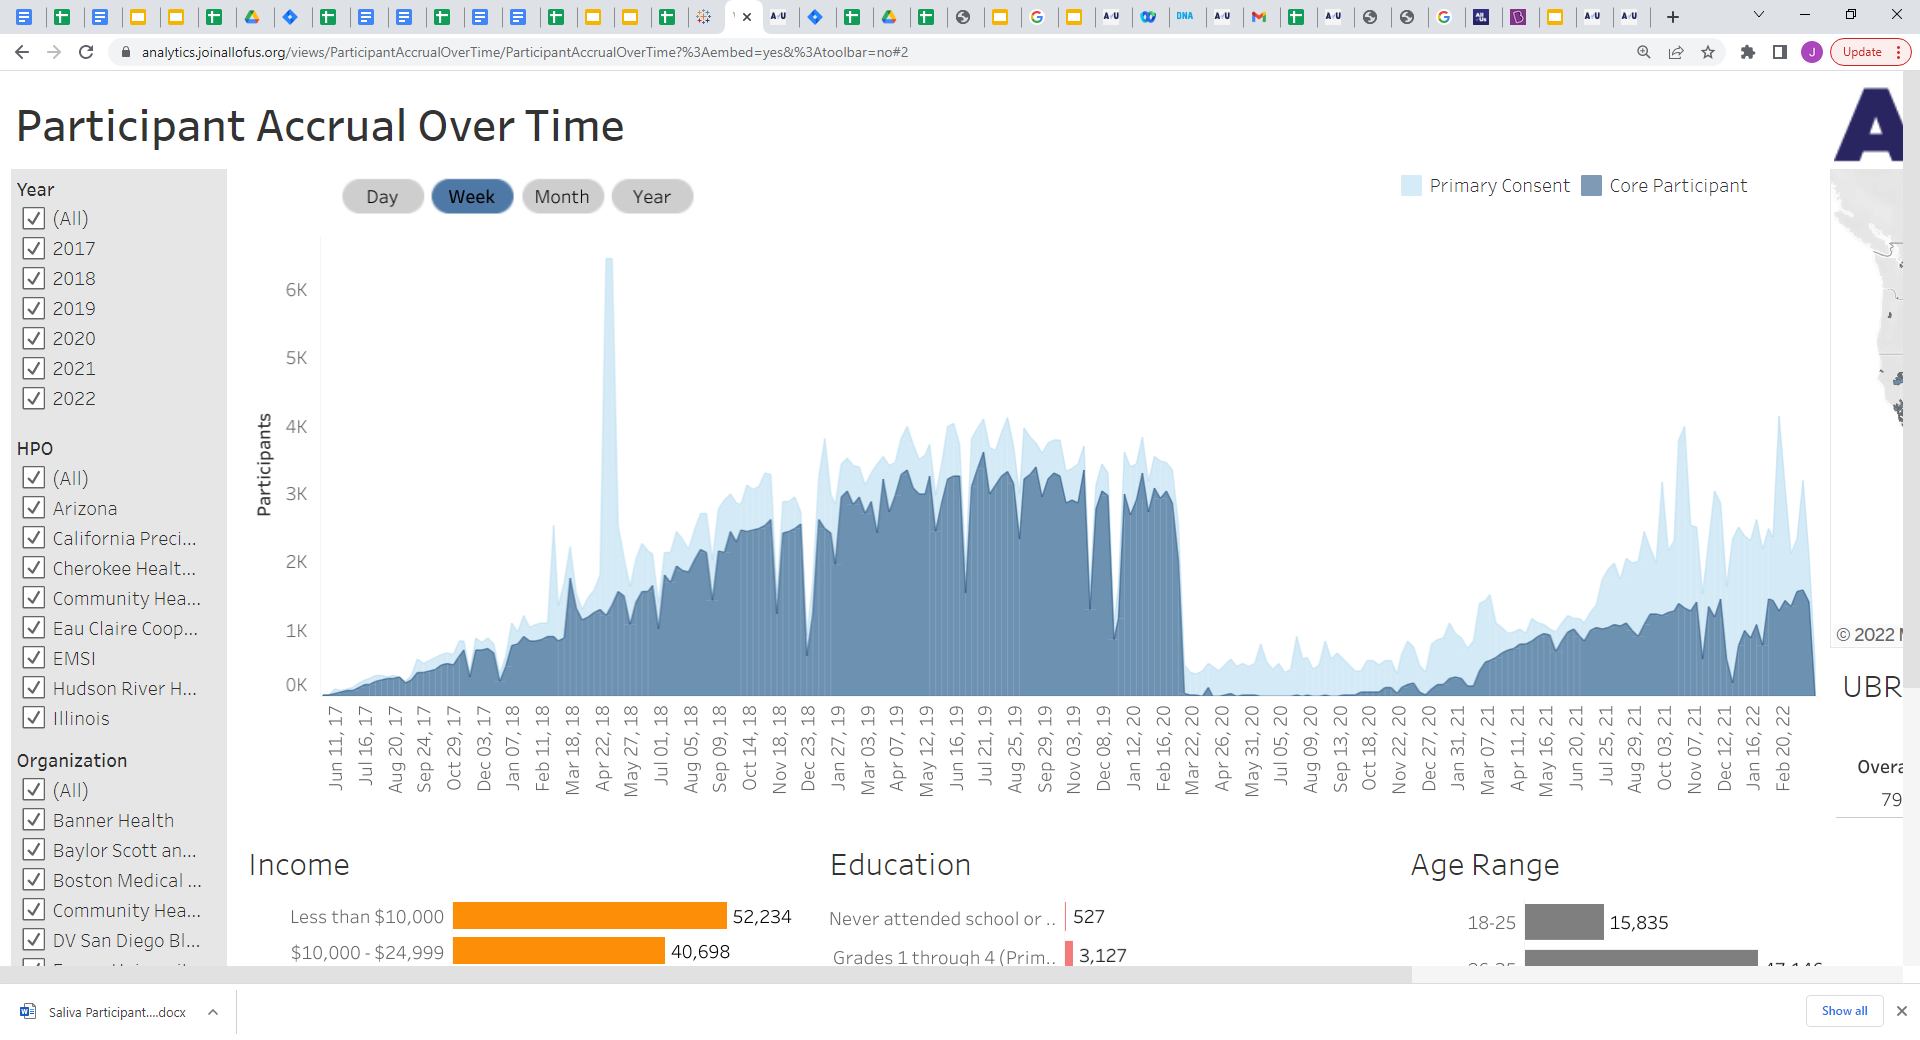 analytics.joinallofus.org/views/ParticipantAccrualOverTime/ParticipantAccrualOverTime?%3Aembed=yes&%3Atoolbar=no#2
J
Update
Participant Accrual Over Time
Year
(All)
2017
2018
2019
2020
2021
2022
HPO
(All)
Arizona
California Preci...
Cherokee Healt...
Community Hea...
Eau Claire Coop...
EMSI
Hudson River H...
Illinois
Organization
(All)
Banner Health
Baylor Scott an...
Boston Medical ...
Community Hea...
DV San Diego Bl...
Day Week Month Year
Primary Consent Core Participant
Participants
6K
5K
4K
3K
2K
1K
0K
Jun 11, 17
Jul 16, 17
Aug 20, 17
Sep 24, 17
Oct 29, 17
Dec 03, 17
Jan 07, 18
Feb 11, 18
Mar 18, 18
Apr 22, 18
May 27, 18
Jul 01, 18
Aug 05, 18
Sep 09, 18
Oct 14, 18
Nov 18, 18
Dec 23, 18
Jan 27, 19
Mar 03, 19
Apr 07, 19
May 12, 19
Jun 16, 19
Jul 21, 19
Aug 25, 19
Sep 29, 19
Nov 03, 19
Dec 08, 19
Jan 12, 20
Feb 16, 20
Mar 22, 20
Apr 26, 20
May 31, 20
Jul 05, 20
Aug 09, 20
Sep 13, 20
Oct 18, 20
Nov 22, 20
Dec 27, 20
Jan 31, 21
Mar 07, 21
Apr 11, 21
May 16, 21
Jun 20, 21
Jul 25, 21
Aug 29, 21
Oct 03, 21
Nov 07, 21
Dec 12, 21
Jan 16, 22
Feb 20, 22
A
© 2022 M
UBR
Overa
79
Income
Less than $10,000 52,234
$10,000 - $24,999 40,698
Education
Never attended school or .. 527
Grades 1 through 4 (Prim.. 3,127
Age Range
18-25 15,835
Saliva Participant....docx
Show all